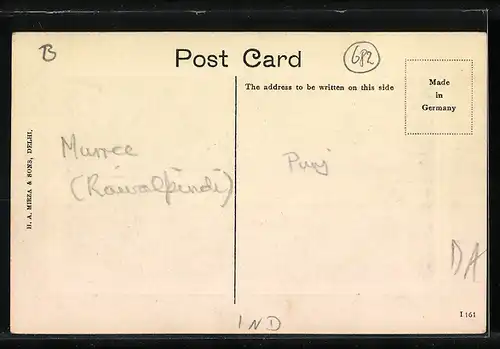 B
Post Card
682
The address to be written on this side
Made
in
Germany
Murree
(Rawalpindi)
Punj
H. A. MIRZA & SONS, DELHI.
DA
I 161
IND